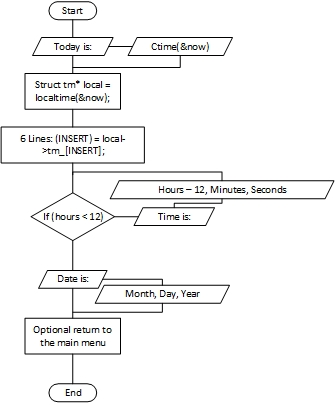 Start
Today is:
Ctime(&now)
Struct tm* local =
localtime(&now);
6 Lines: (INSERT) = local-
>tm_[INSERT];
Hours – 12, Minutes, Seconds
If (hours < 12)
Time is:
Date is:
Month, Day, Year
Optional return to
the main menu
End